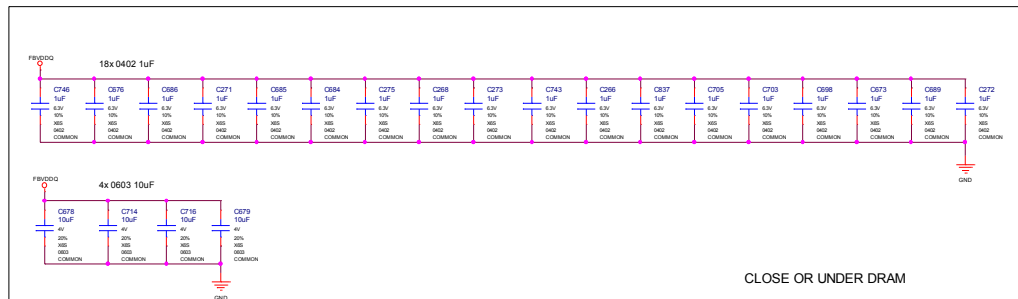 FBVDDQ
18x 0402 1uF
C746
1uF
6.3V
10%
X6S
0402
COMMON
C676
1uF
6.3V
10%
X6S
0402
COMMON
C686
1uF
6.3V
10%
X6S
0402
COMMON
C271
1uF
6.3V
10%
X6S
0402
COMMON
C685
1uF
6.3V
10%
X6S
0402
COMMON
C684
1uF
6.3V
10%
X6S
0402
COMMON
C275
1uF
6.3V
10%
X6S
0402
COMMON
C268
1uF
6.3V
10%
X6S
0402
COMMON
C273
1uF
6.3V
10%
X6S
0402
COMMON
C743
1uF
6.3V
10%
X6S
0402
COMMON
C266
1uF
6.3V
10%
X6S
0402
COMMON
C837
1uF
6.3V
10%
X6S
0402
COMMON
C705
1uF
6.3V
10%
X6S
0402
COMMON
C703
1uF
6.3V
10%
X6S
0402
COMMON
C698
1uF
6.3V
10%
X6S
0402
COMMON
C673
1uF
6.3V
10%
X6S
0402
COMMON
C689
1uF
6.3V
10%
X6S
0402
COMMON
C272
1uF
6.3V
10%
X6S
0402
COMMON
GND
FBVDDQ
4x 0603 10uF
C678
10uF
4V
20%
X6S
0603
COMMON
C714
10uF
4V
20%
X6S
0603
COMMON
C716
10uF
4V
20%
X6S
0603
COMMON
C679
10uF
4V
20%
X6S
0603
COMMON
GND
CLOSE OR UNDER DRAM